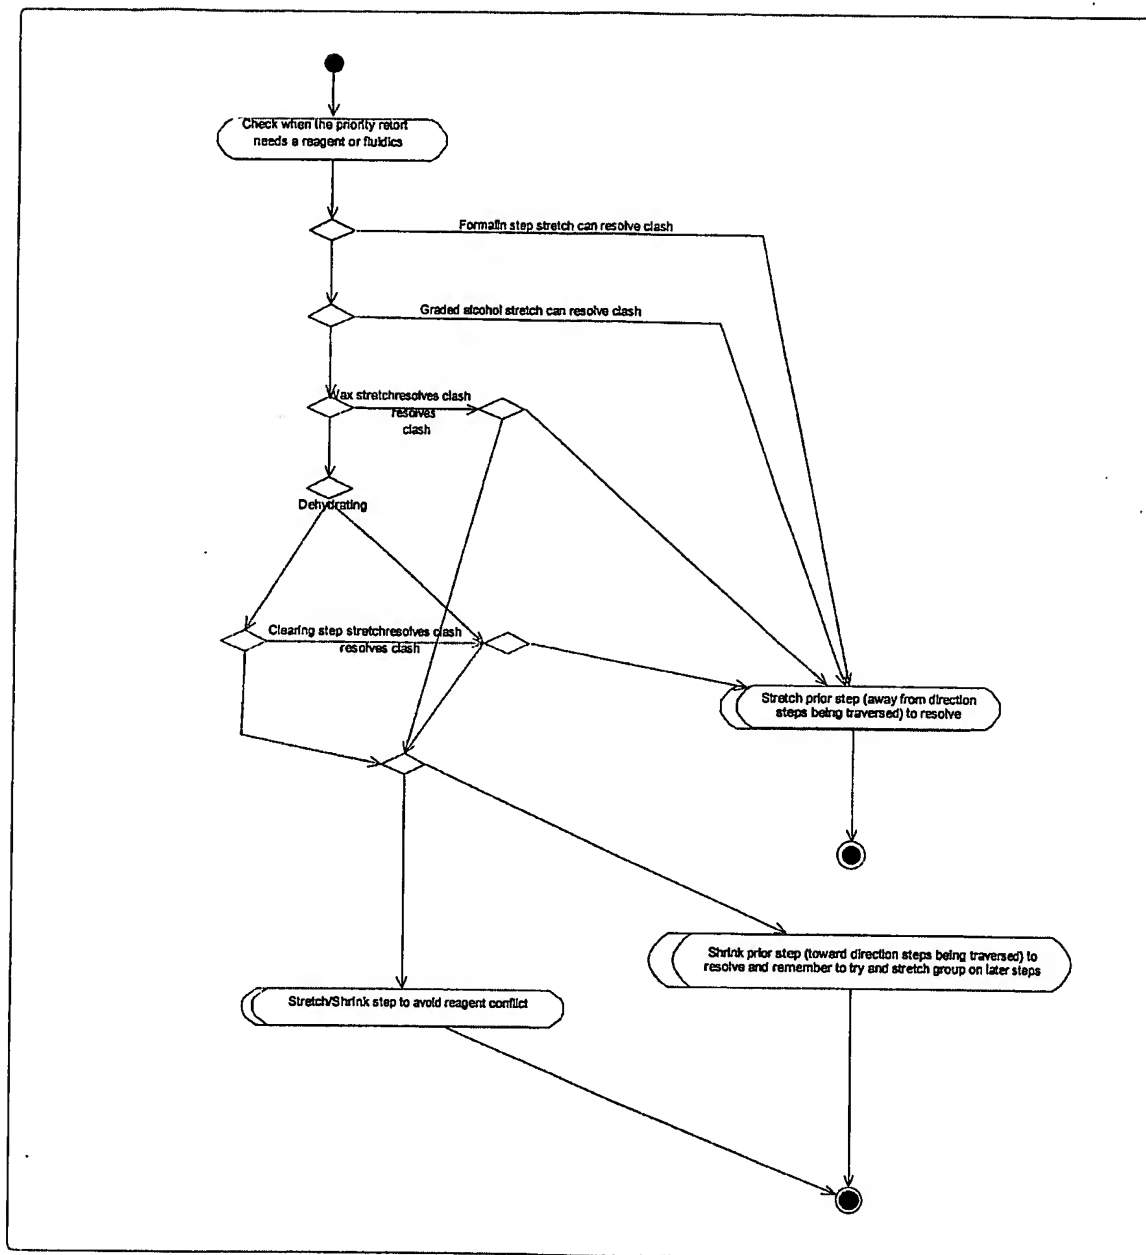 Check when the priority retort
needs a reagent or fluidics
Formalin step stretch can resolve clash
Graded alcohol stretch can resolve clash
Wax stretchresolves clash
resolves
clash
Dehydrating
Clearing step stretchresolves clash
resolves clash
Stretch prior step (away from direction
steps being traversed) to resolve
Shrink prior step (toward direction steps being traversed) to
resolve and remember to try and stretch group on later steps
Stretch/Shrink step to avoid reagent conflict